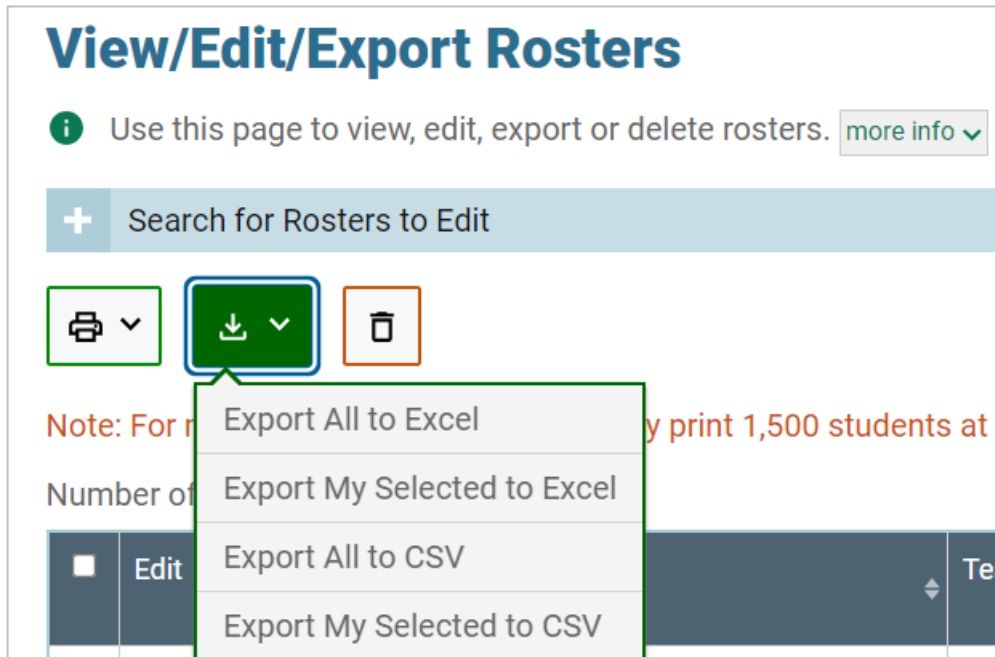 View/Edit/Export Rosters
Use this page to view, edit, export or delete rosters. more info
Search for Rosters to Edit
Export All to Excel
Note: For y print 1,500 students at
Export My Selected to Excel
Number of
Export All to CSV
Edit
Export My Selected to CSV